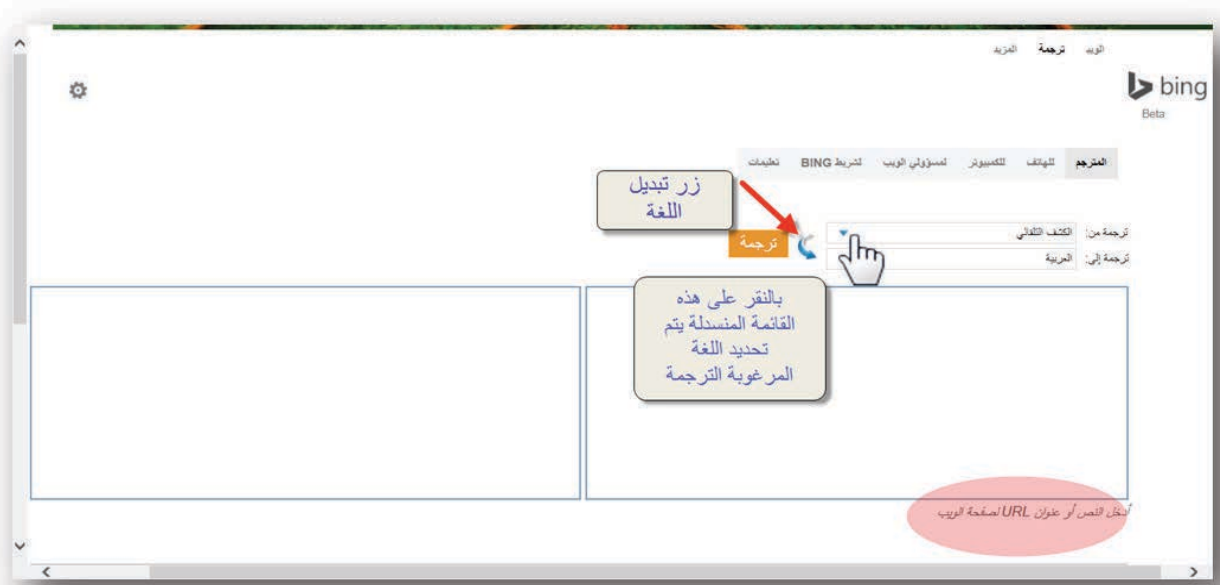 الويب ترجمة المزيد
bing
Beta
المترجم للهاتف للكمبيوتر لمسؤولي الويب لشريط BING تعليمات
زر تبديل
اللغة
ترجمة من: الكشف التلقائي
ترجمة إلى: العربية
ترجمة
بالنقر على هذه
القائمة المنسدلة يتم
تحديد اللغة
المرغوبة الترجمة
أدخل النص أو عنوان URL لصفحة الويب